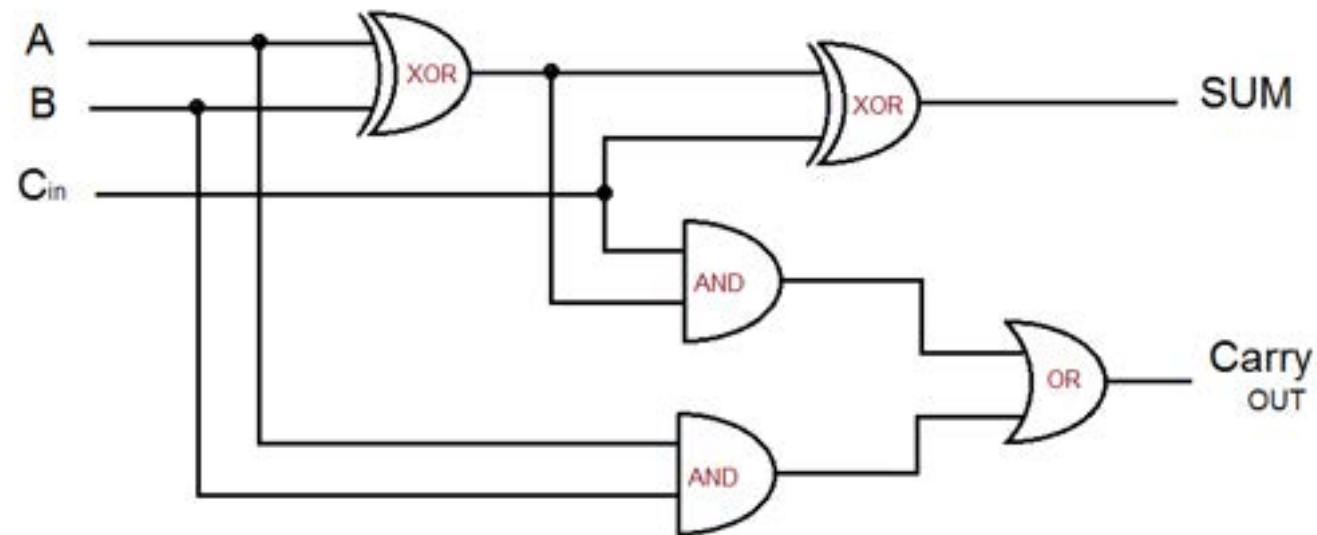 A
XOR
XOR
SUM
B
Cin
AND
Carry
OUT
OR
AND